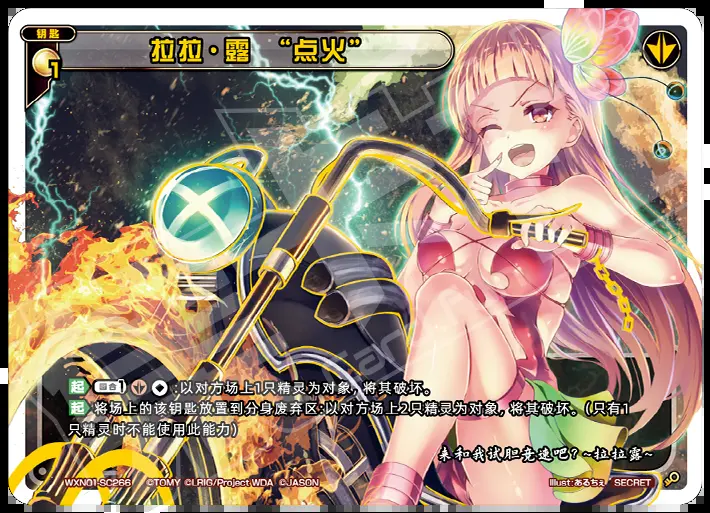 钥匙
拉拉·露 “点火”
1
起 回合1 :以对方场上1只精灵为对象, 将其破坏。
起 将场上的该钥匙放置到分身废弃区:以对方场上2只精灵为对象, 将其破坏。(只有1
只精灵时不能使用此能力)
来和我试胆竞速吧？~拉拉露~
WXN01-SC266 ©TOMY ©LRIG/Project WDA ©JASON Illust:あるちぇ SECRET